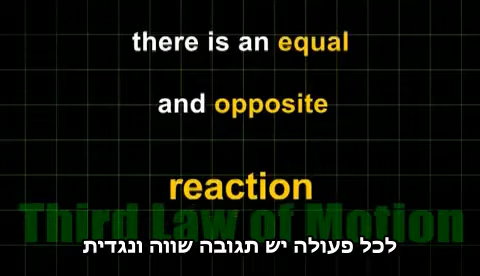 there is an equal
and opposite
reaction
Third Law of Motion
לכל פעולה יש תגובה שווה ונגדית